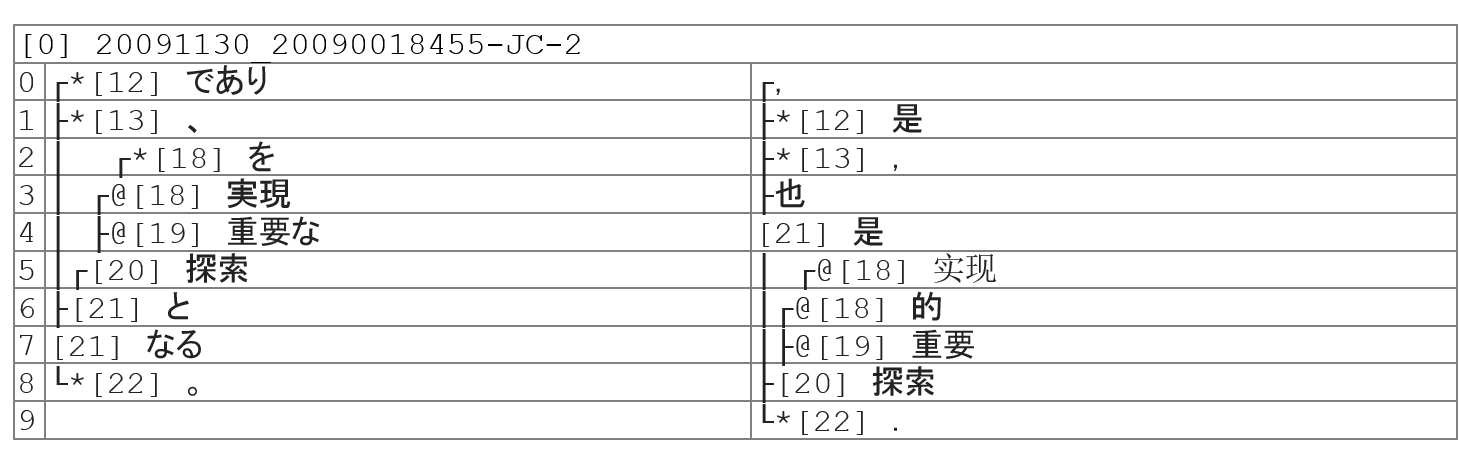 [0] 20091130_20090018455-JC-2
0 ┌*[12] であり ┌,
1 ├*[13] 、 ├*[12] 是
2 │  ┌*[18] を ├*[13] ,
3 │ ┌@[18] 実現 ├也
4 │ ├@[19] 重要な [21] 是
5 │┌[20] 探索 │ ┌@[18] 实现
6 ├[21] と │┌@[18] 的
7 [21] なる │├@[19] 重要
8 └*[22] 。 ├[20] 探索
9 └*[22] .